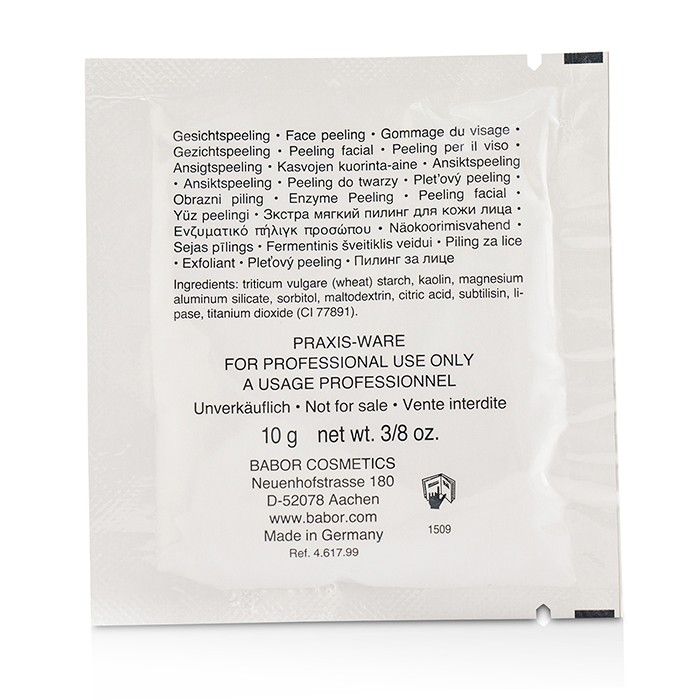 Gesichtspeeling • Face peeling • Gommage du visage •
Gezichtspeeling • Peeling facial • Peeling per il viso •
Ansigtspeeling • Kasvojen kuorinta-aine • Ansiktspeeling
• Ansiktspeeling • Peeling do twarzy • Pleťový peeling •
Obrazni piling • Enzyme Peeling • Peeling facial •
Yüz peelingi • Экстра мягкий пилинг для кожи лица •
Ενζυματικό πήλιγκ προσώπου • Näokoorimisvahend •
Sejas pīlings • Fermentinis šveitiklis veidui • Piling za lice
• Exfoliant • Pleťový peeling • Пилинг за лице
Ingredients: triticum vulgare (wheat) starch, kaolin, magnesium
aluminum silicate, sorbitol, maltodextrin, citric acid, subtilisin, li-
pase, titanium dioxide (CI 77891).
PRAXIS-WARE
FOR PROFESSIONAL USE ONLY
A USAGE PROFESSIONNEL
Unverkäuflich • Not for sale • Vente interdite
10 g net wt. 3/8 oz.
BABOR COSMETICS
Neuenhofstrasse 180
D-52078 Aachen
www.babor.com
Made in Germany
Ref. 4.617.99
1509